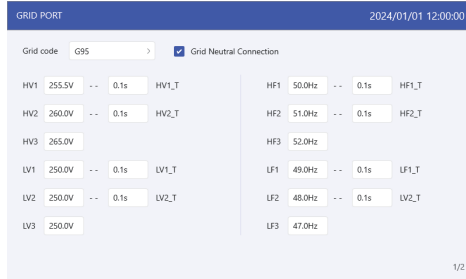 GRID PORT 2024/01/01 12:00:00
Grid code G95 > Grid Neutral Connection
HV1 255.5V -- 0.1s HV1_T HF1 50.0Hz -- 0.1s HF1_T
HV2 260.0V -- 0.1s HV2_T HF2 51.0Hz -- 0.1s HF2_T
HV3 265.0V HF3 52.0Hz
LV1 250.0V -- 0.1s LV1_T LF1 49.0Hz -- 0.1s LF1_T
LV2 250.0V -- 0.1s LV2_T LF2 48.0Hz -- 0.1s LV2_T
LV3 250.0V LF3 47.0Hz
1/2